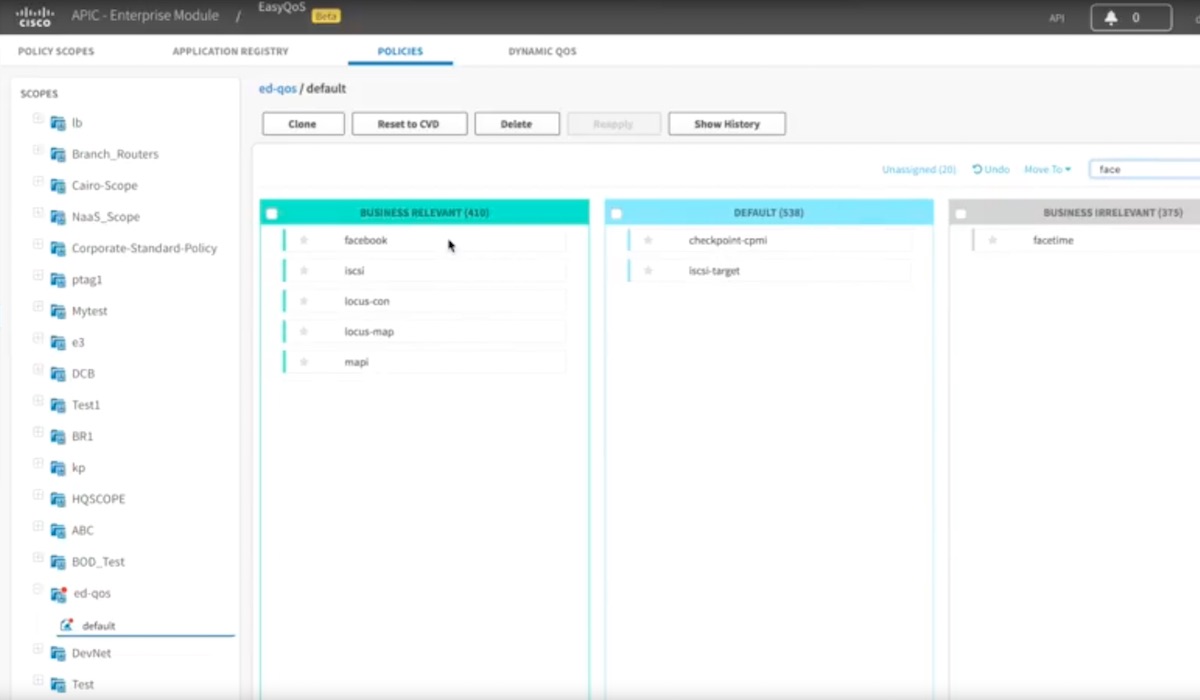 CISCO APIC - Enterprise Module / EasyQoS Beta API 0
POLICY SCOPES APPLICATION REGISTRY POLICIES DYNAMIC QOS
SCOPES
lb
Branch_Routers
Cairo-Scope
NaaS_Scope
Corporate-Standard-Policy
ptag1
Mytest
e3
DCB
Test1
BR1
kp
HQSCOPE
ABC
BOD_Test
ed-qos
default
DevNet
Test
ed-qos / default
Clone Reset to CVD Delete Reapply Show History
Unassigned (20) Undo Move To face
BUSINESS RELEVANT (410)
facebook
iscsi
locus-con
locus-map
mapi
DEFAULT (538)
checkpoint-cpmi
iscsi-target
BUSINESS IRRELEVANT (375)
facetime